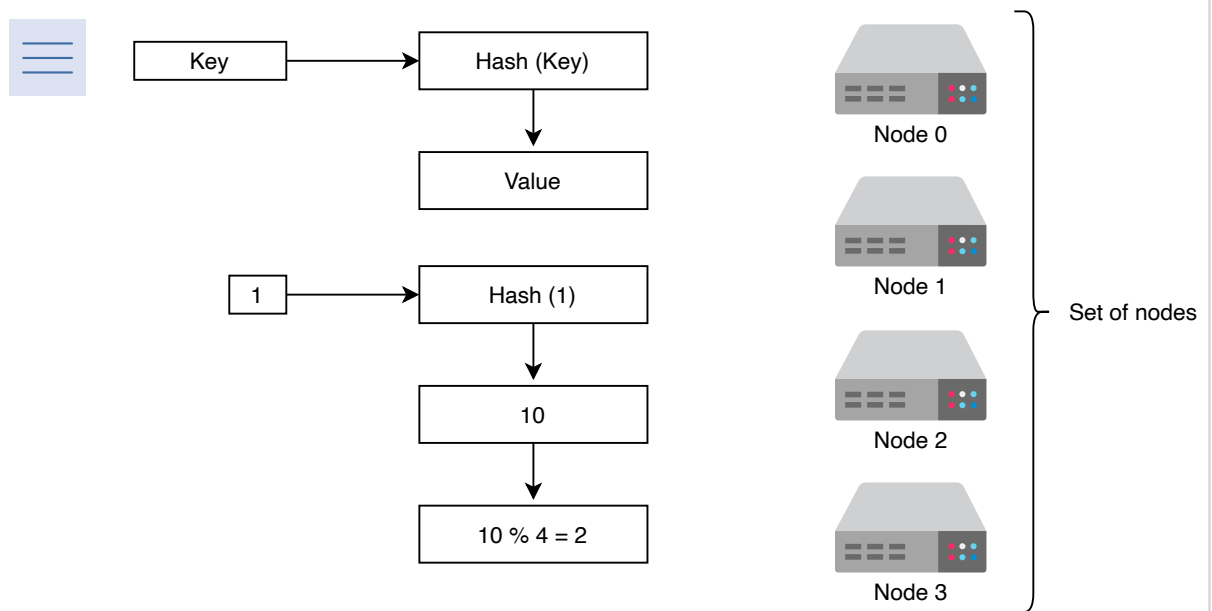 Key
Hash (Key)
Value
1
Hash (1)
10
10 % 4 = 2
Node 0
Node 1
Node 2
Node 3
Set of nodes